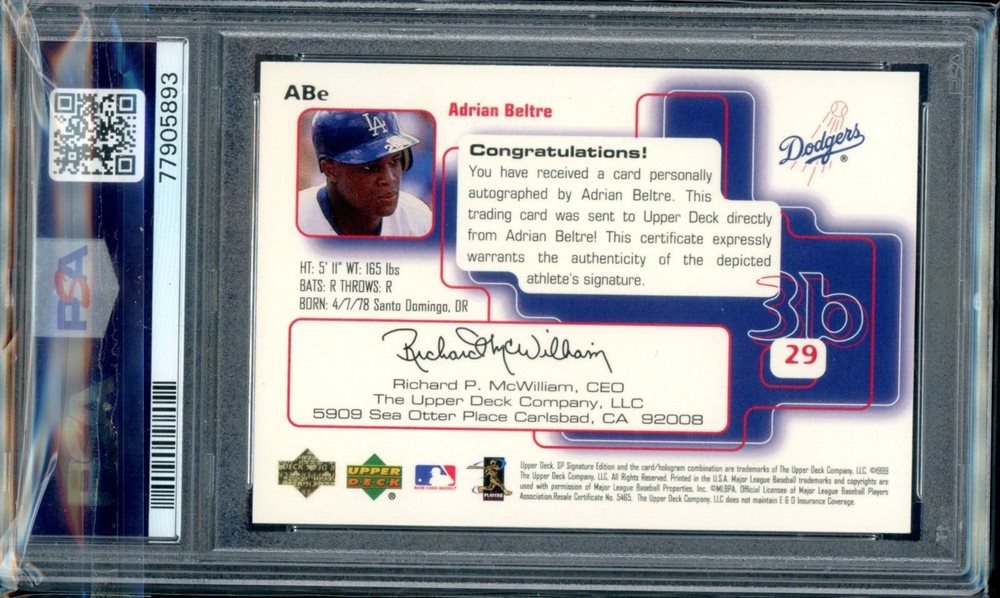 77905893
PSA
ABe
Adrian Beltre
LA
Dodgers
®
Congratulations!
You have received a card personally
autographed by Adrian Beltre. This
trading card was sent to Upper Deck directly
from Adrian Beltre! This certificate expressly
warrants the authenticity of the depicted
athlete's signature.
HT: 5' 11" WT: 165 lbs
BATS: R THROWS: R
BORN: 4/7/78 Santo Domingo, DR
3b
29
Richard P. McWilliam
Richard P. McWilliam, CEO
The Upper Deck Company, LLC
5909 Sea Otter Place Carlsbad, CA 92008
UPPER
DECK
®
PLAYERS
Upper Deck, SP Signature Edition and the card/hologram combination are trademarks of The Upper Deck Company, LLC. ©1999
The Upper Deck Company, LLC. All Rights Reserved. Printed in the U.S.A. Major League Baseball trademarks and copyrights are
used with permission of Major League Baseball Properties, Inc. ©MLBPA. Official Licensee of Major League Baseball Players
Association.Resale Certificate No. 5465. The Upper Deck Company, LLC does not maintain E & O Insurance Coverage.